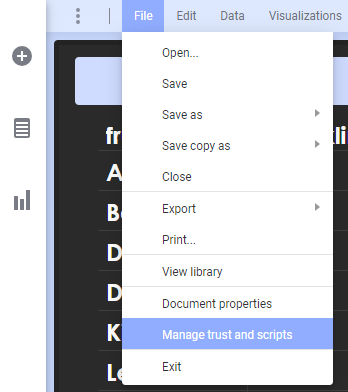 File Edit Data Visualizations
Open...
Save
Save as
Save copy as
Close
Export
Print...
View library
Document properties
Manage trust and scripts
Exit